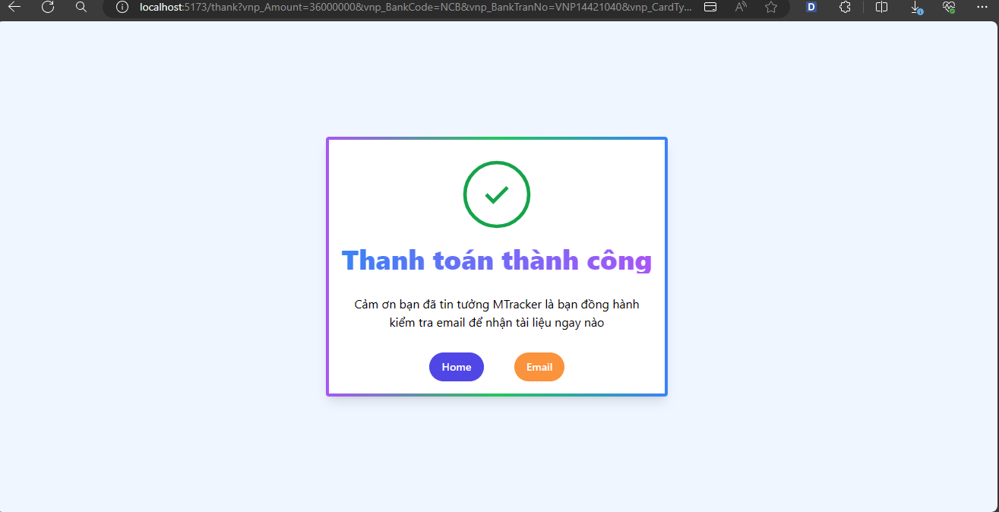 localhost:5173/thank?vnp_Amount=36000000&vnp_BankCode=NCB&vnp_BankTranNo=VNP14421040&vnp_CardTy...
D
Thanh toán thành công
Cảm ơn bạn đã tin tưởng MTracker là bạn đồng hành
kiểm tra email để nhận tài liệu ngay nào
Home
Email